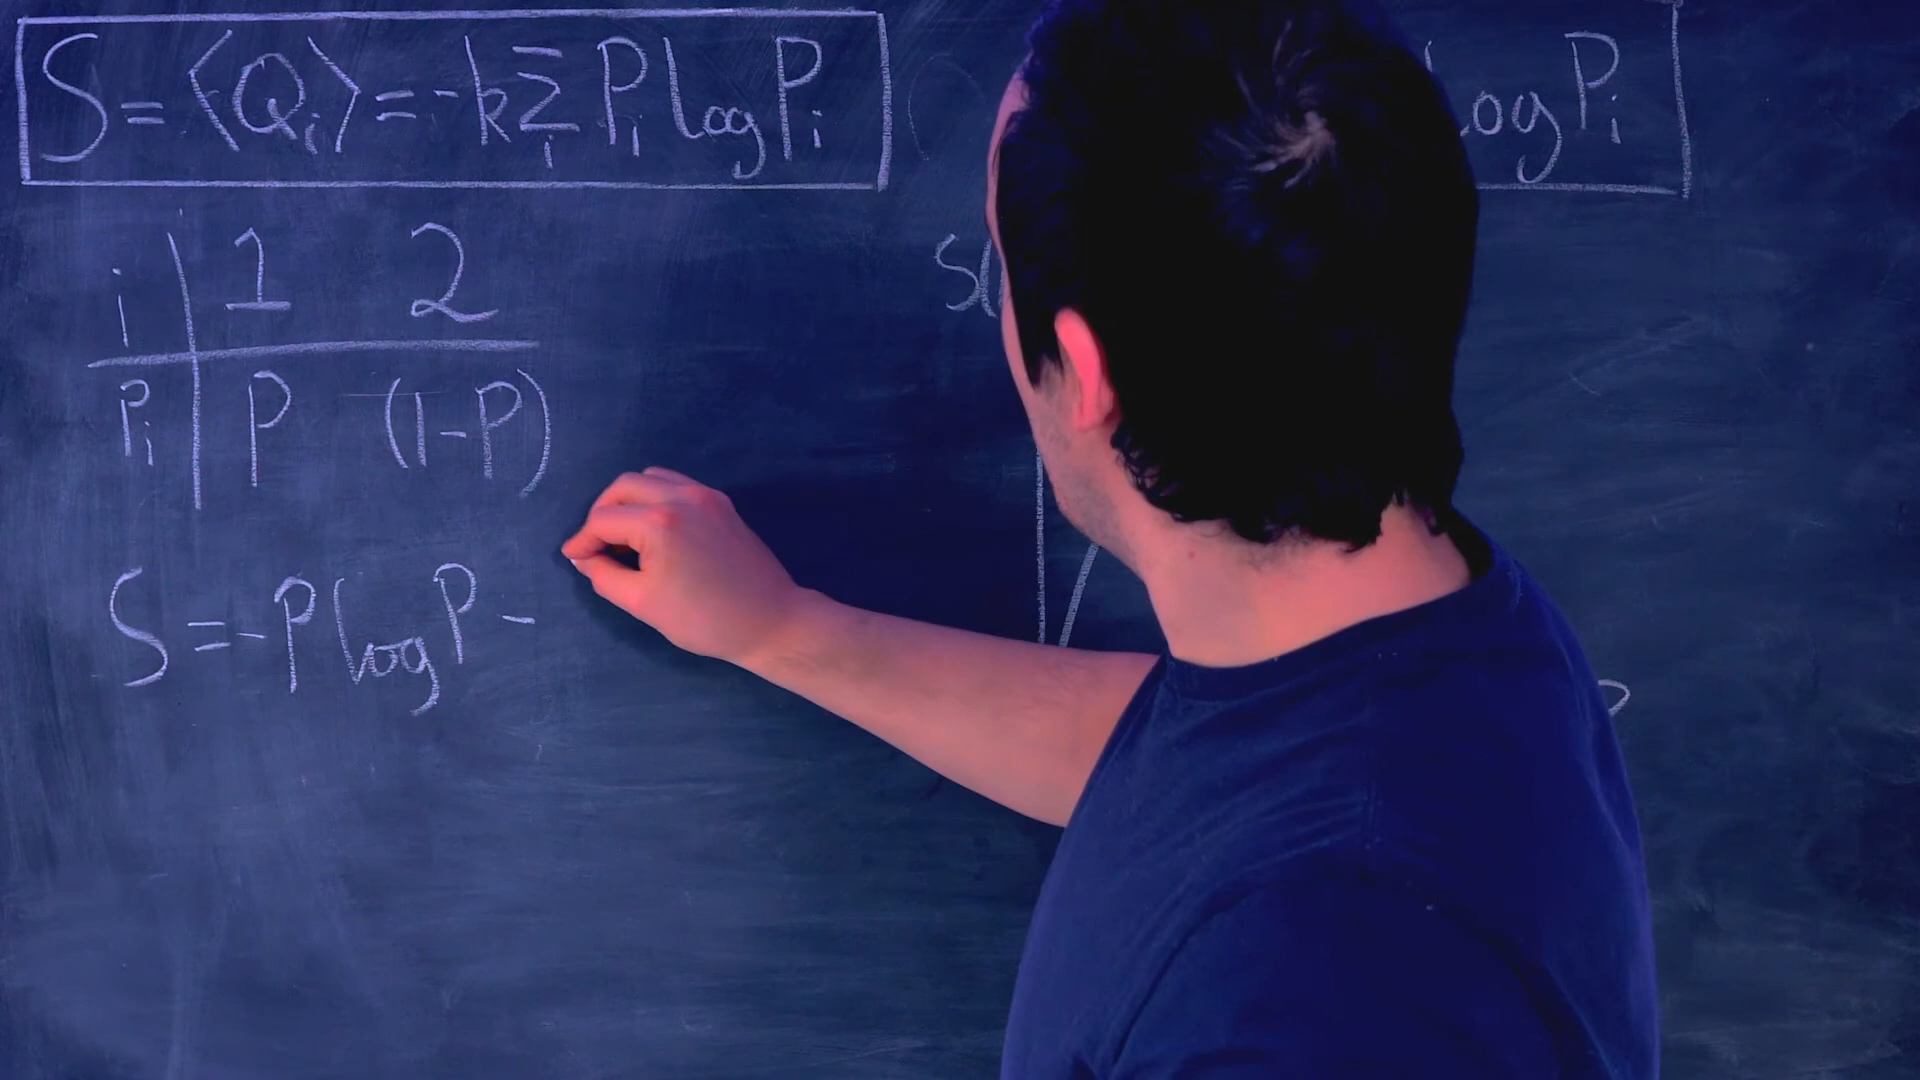 S = ⟨Qᵢ⟩ = -k Σᵢ Pᵢ log Pᵢ
log Pᵢ
i | 1 2
Pᵢ | P (1-P)
S(
S = -P log P -
P